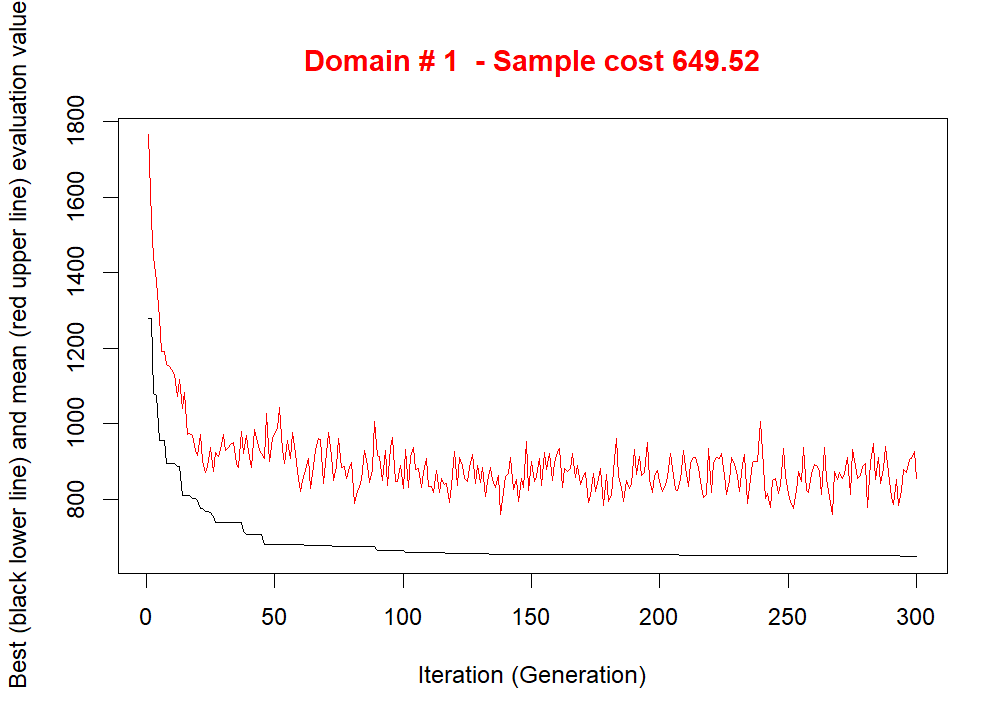 Domain # 1  - Sample cost 649.52
Best (black lower line) and mean (red upper line) evaluation value
1800
1600
1400
1200
1000
800
0 50 100 150 200 250 300
Iteration (Generation)